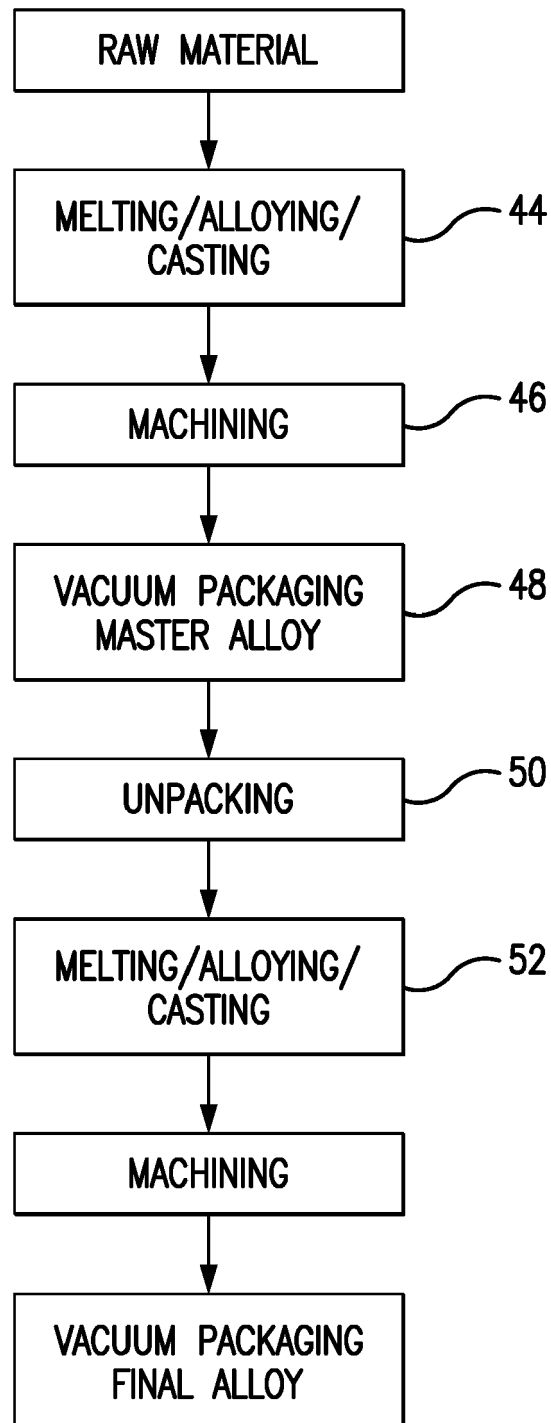 RAW MATERIAL
MELTING/ALLOYING/
CASTING
44
MACHINING
46
VACUUM PACKAGING
MASTER ALLOY
48
UNPACKING
50
MELTING/ALLOYING/
CASTING
52
MACHINING
VACUUM PACKAGING
FINAL ALLOY